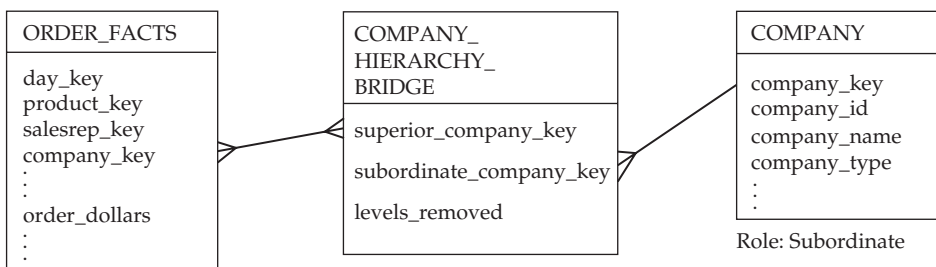 ORDER_FACTS
day_key
product_key
salesrep_key
company_key
.
.
.
order_dollars
.
.
.
COMPANY_
HIERARCHY_
BRIDGE
superior_company_key
subordinate_company_key
levels_removed
COMPANY
company_key
company_id
company_name
company_type
.
.
.
Role: Subordinate